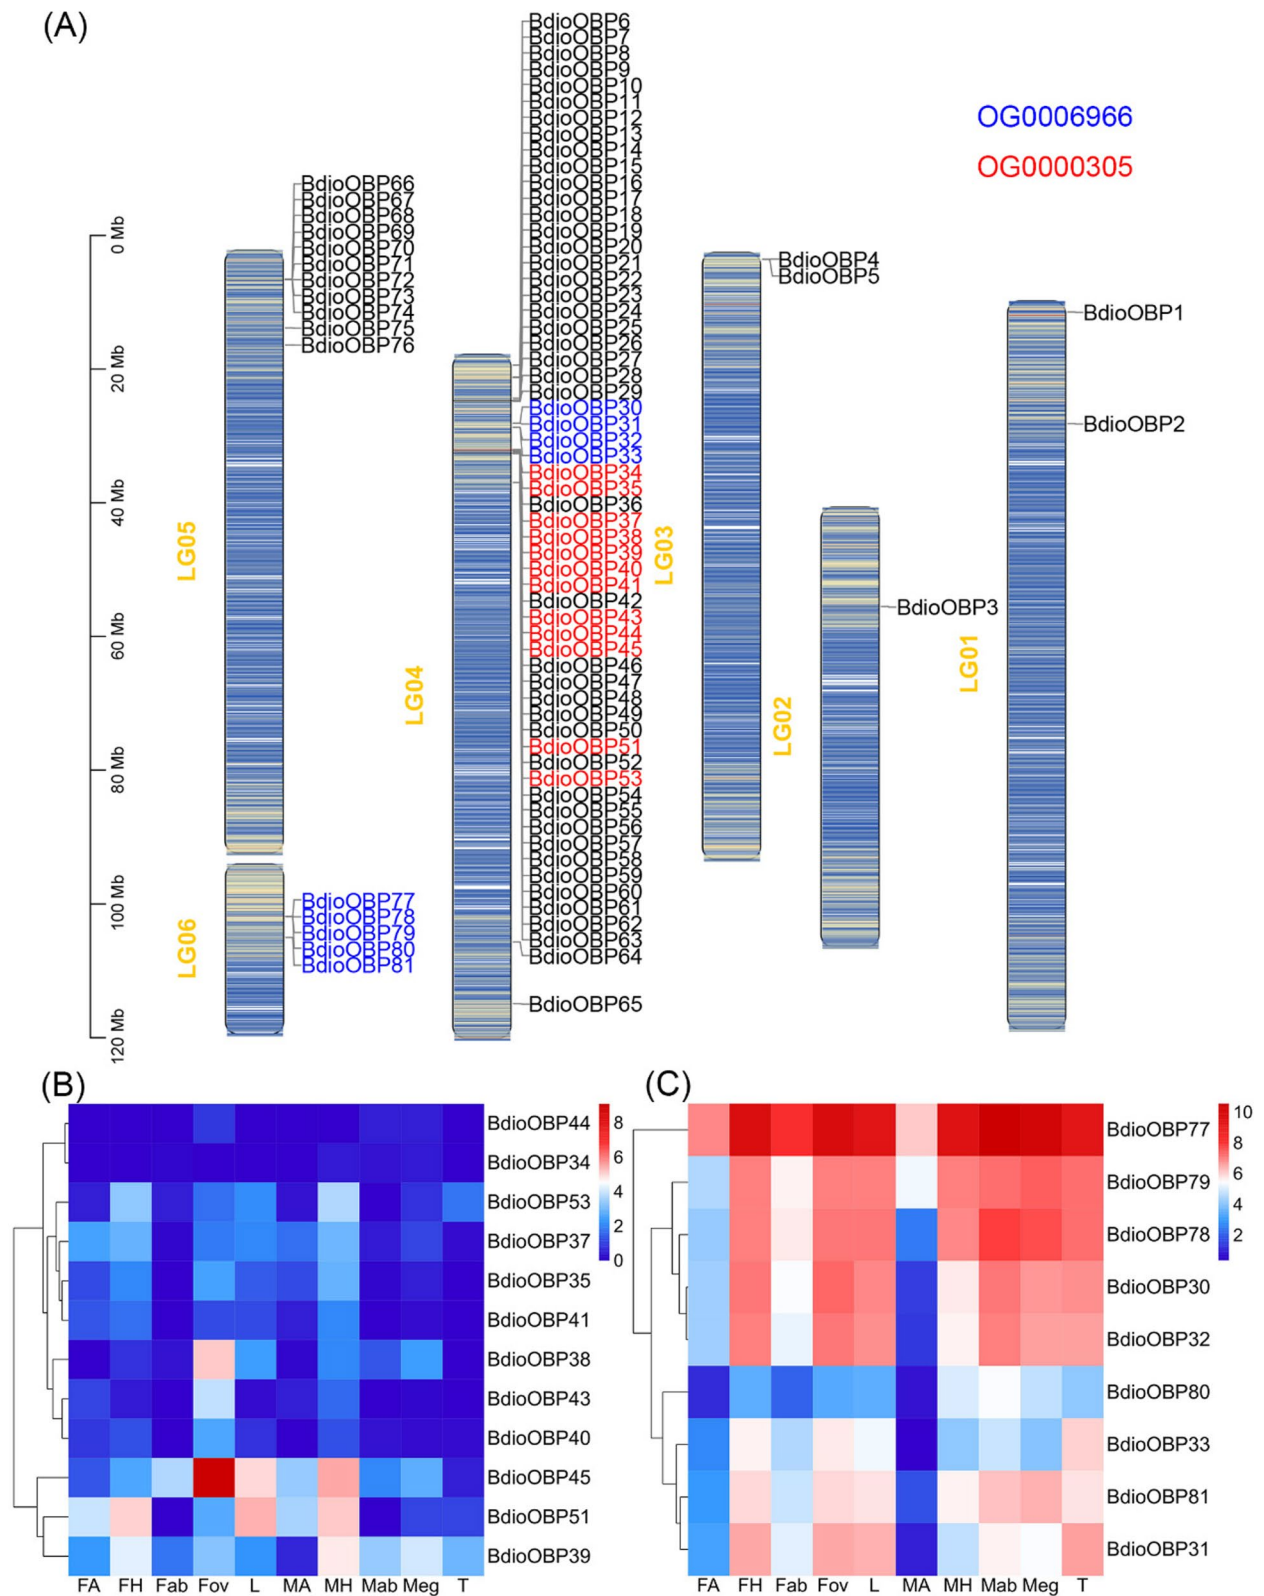 (A)
OG0006966
OG0000305
0 Mb
20 Mb
40 Mb
60 Mb
80 Mb
100 Mb
120 Mb
LG05
BdioOBP66
BdioOBP67
BdioOBP68
BdioOBP69
BdioOBP70
BdioOBP71
BdioOBP72
BdioOBP73
BdioOBP74
BdioOBP75
BdioOBP76
LG06
BdioOBP77
BdioOBP78
BdioOBP79
BdioOBP80
BdioOBP81
LG04
BdioOBP6
BdioOBP7
BdioOBP8
BdioOBP9
BdioOBP10
BdioOBP11
BdioOBP12
BdioOBP13
BdioOBP14
BdioOBP15
BdioOBP16
BdioOBP17
BdioOBP18
BdioOBP19
BdioOBP20
BdioOBP21
BdioOBP22
BdioOBP23
BdioOBP24
BdioOBP25
BdioOBP26
BdioOBP27
BdioOBP28
BdioOBP29
BdioOBP30
BdioOBP31
BdioOBP32
BdioOBP33
BdioOBP34
BdioOBP35
BdioOBP36
BdioOBP37
BdioOBP38
BdioOBP39
BdioOBP40
BdioOBP41
BdioOBP42
BdioOBP43
BdioOBP44
BdioOBP45
BdioOBP46
BdioOBP47
BdioOBP48
BdioOBP49
BdioOBP50
BdioOBP51
BdioOBP52
BdioOBP53
BdioOBP54
BdioOBP55
BdioOBP56
BdioOBP57
BdioOBP58
BdioOBP59
BdioOBP60
BdioOBP61
BdioOBP62
BdioOBP63
BdioOBP64
BdioOBP65
LG03
BdioOBP4
BdioOBP5
LG02
BdioOBP3
LG01
BdioOBP1
BdioOBP2
(B)
BdioOBP44
BdioOBP34
BdioOBP53
BdioOBP37
BdioOBP35
BdioOBP41
BdioOBP38
BdioOBP43
BdioOBP40
BdioOBP45
BdioOBP51
BdioOBP39
8
6
4
2
0
FA FH Fab Fov L MA MH Mab Meg T
(C)
BdioOBP77
BdioOBP79
BdioOBP78
BdioOBP30
BdioOBP32
BdioOBP80
BdioOBP33
BdioOBP81
BdioOBP31
10
8
6
4
2
FA FH Fab Fov L MA MH Mab Meg T